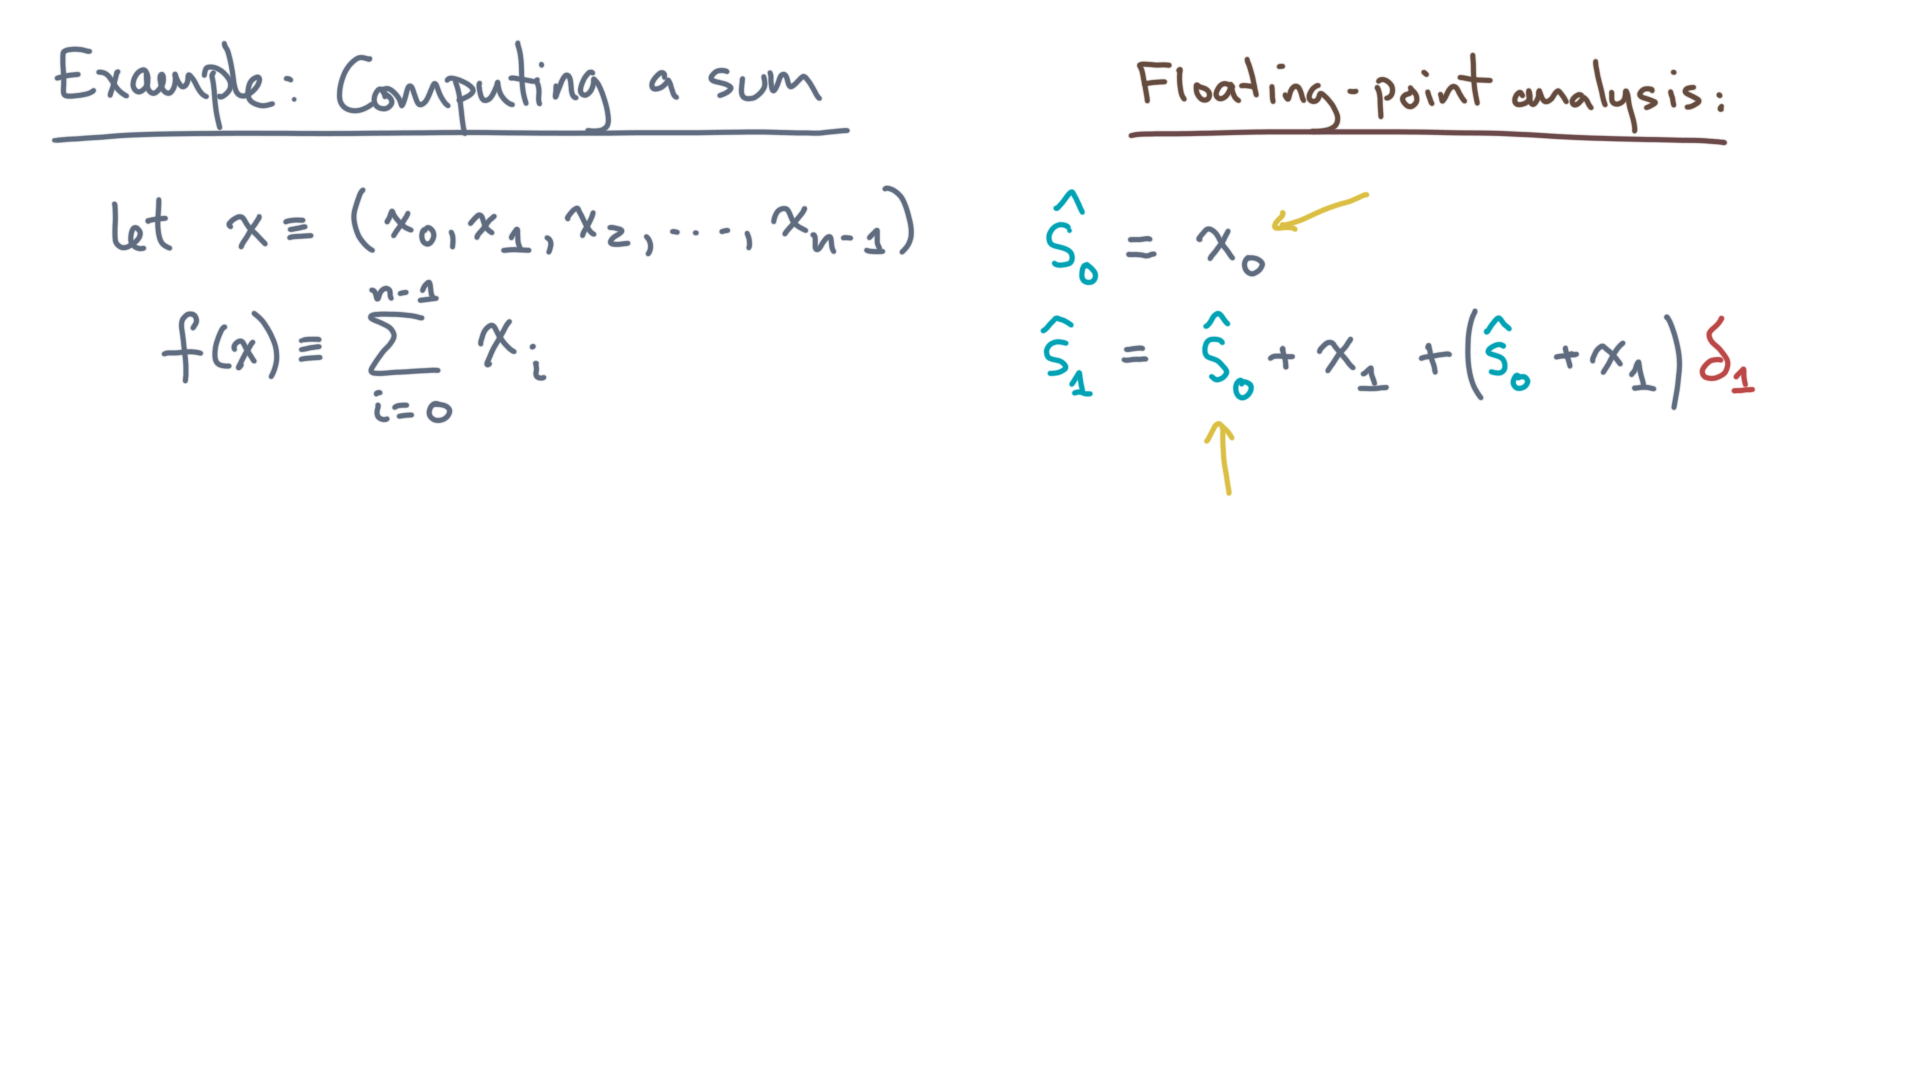 Example: Computing a sum
let x ≡ (x₀, x₁, x₂, ..., xₙ₋₁)
f(x) ≡ ∑ᵢ₌₀ⁿ⁻¹ xᵢ
Floating-point analysis:
ŝ₀ = x₀
ŝ₁ = ŝ₀ + x₁ + (ŝ₀ + x₁) δ₁